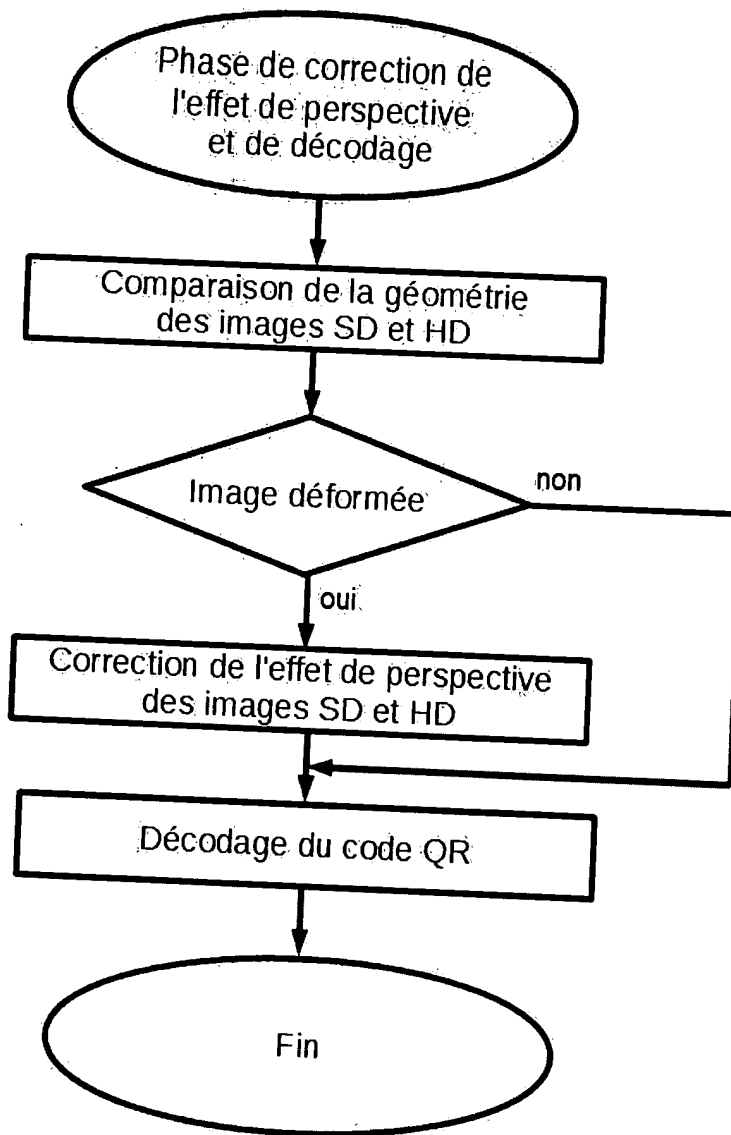 Phase de correction de
l'effet de perspective
et de décodage
Comparaison de la géométrie
des images SD et HD
Image déformée
non
oui
Correction de l'effet de perspective
des images SD et HD
Décodage du code QR
Fin